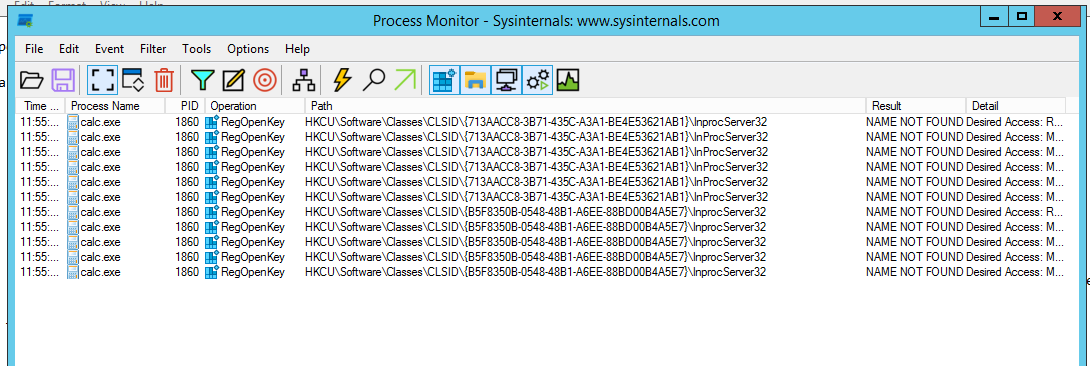 Edit Format View Help
Process Monitor - Sysinternals: www.sysinternals.com
File Edit Event Filter Tools Options Help
Time ... Process Name PID Operation Path Result Detail
11:55:... calc.exe 1860 RegOpenKey HKCU\Software\Classes\CLSID\{713AACC8-3B71-435C-A3A1-BE4E53621AB1}\InprocServer32 NAME NOT FOUND Desired Access: R...
11:55:... calc.exe 1860 RegOpenKey HKCU\Software\Classes\CLSID\{713AACC8-3B71-435C-A3A1-BE4E53621AB1}\InProcServer32 NAME NOT FOUND Desired Access: M...
11:55:... calc.exe 1860 RegOpenKey HKCU\Software\Classes\CLSID\{713AACC8-3B71-435C-A3A1-BE4E53621AB1}\InProcServer32 NAME NOT FOUND Desired Access: M...
11:55:... calc.exe 1860 RegOpenKey HKCU\Software\Classes\CLSID\{713AACC8-3B71-435C-A3A1-BE4E53621AB1}\InProcServer32 NAME NOT FOUND Desired Access: M...
11:55:... calc.exe 1860 RegOpenKey HKCU\Software\Classes\CLSID\{713AACC8-3B71-435C-A3A1-BE4E53621AB1}\InProcServer32 NAME NOT FOUND Desired Access: M...
11:55:... calc.exe 1860 RegOpenKey HKCU\Software\Classes\CLSID\{713AACC8-3B71-435C-A3A1-BE4E53621AB1}\InProcServer32 NAME NOT FOUND Desired Access: M...
11:55:... calc.exe 1860 RegOpenKey HKCU\Software\Classes\CLSID\{B5F8350B-0548-48B1-A6EE-88BD00B4A5E7}\InprocServer32 NAME NOT FOUND Desired Access: R...
11:55:... calc.exe 1860 RegOpenKey HKCU\Software\Classes\CLSID\{B5F8350B-0548-48B1-A6EE-88BD00B4A5E7}\InprocServer32 NAME NOT FOUND Desired Access: M...
11:55:... calc.exe 1860 RegOpenKey HKCU\Software\Classes\CLSID\{B5F8350B-0548-48B1-A6EE-88BD00B4A5E7}\InprocServer32 NAME NOT FOUND Desired Access: M...
11:55:... calc.exe 1860 RegOpenKey HKCU\Software\Classes\CLSID\{B5F8350B-0548-48B1-A6EE-88BD00B4A5E7}\InprocServer32 NAME NOT FOUND Desired Access: M...
11:55:... calc.exe 1860 RegOpenKey HKCU\Software\Classes\CLSID\{B5F8350B-0548-48B1-A6EE-88BD00B4A5E7}\InprocServer32 NAME NOT FOUND Desired Access: M...